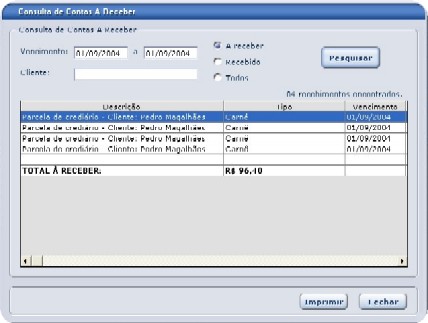 Consulta de Contas A Receber
Consulta de Contas A Receber
Vencimento: 01/09/2004 a 01/09/2004
A receber
Recebido
Todos
Pesquisar
Cliente:
04 recebimentos encontrados.
Descrição Tipo Vencimento
Parcela de crediário - Cliente: Pedro Magalhães Carnê 01/09/2004
Parcela de crediário - Cliente: Pedro Magalhães Carnê 01/09/2004
Parcela de crediário - Cliente: Pedro Magalhães Carnê 01/09/2004
Parcela de crediário - Cliente: Pedro Magalhães Carnê 01/09/2004
TOTAL À RECEBER: R$ 96,40
Imprimir Fechar